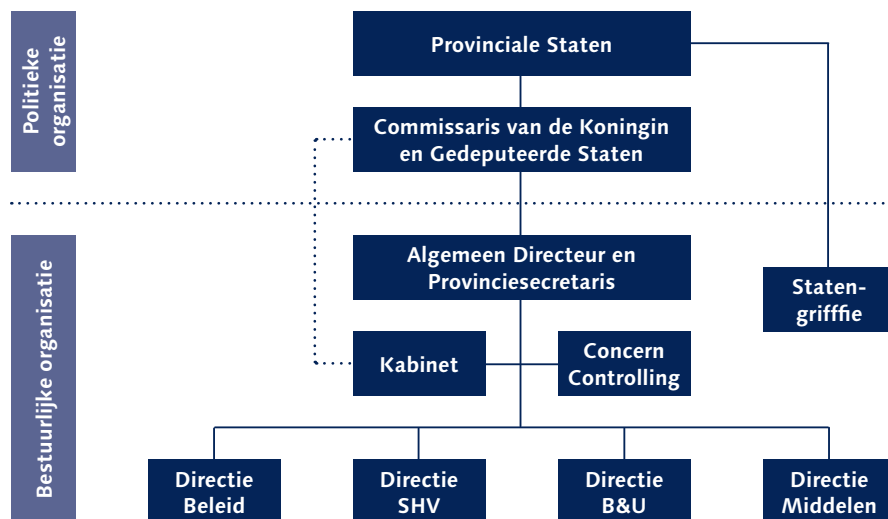 Politieke
organisatie
Provinciale Staten
Commissaris van de Koningin
en Gedeputeerde Staten
Bestuurlijke organisatie
Algemeen Directeur en
Provinciesecretaris
Staten-
grifffie
Kabinet
Concern
Controlling
Directie
Beleid
Directie
SHV
Directie
B&U
Directie
Middelen